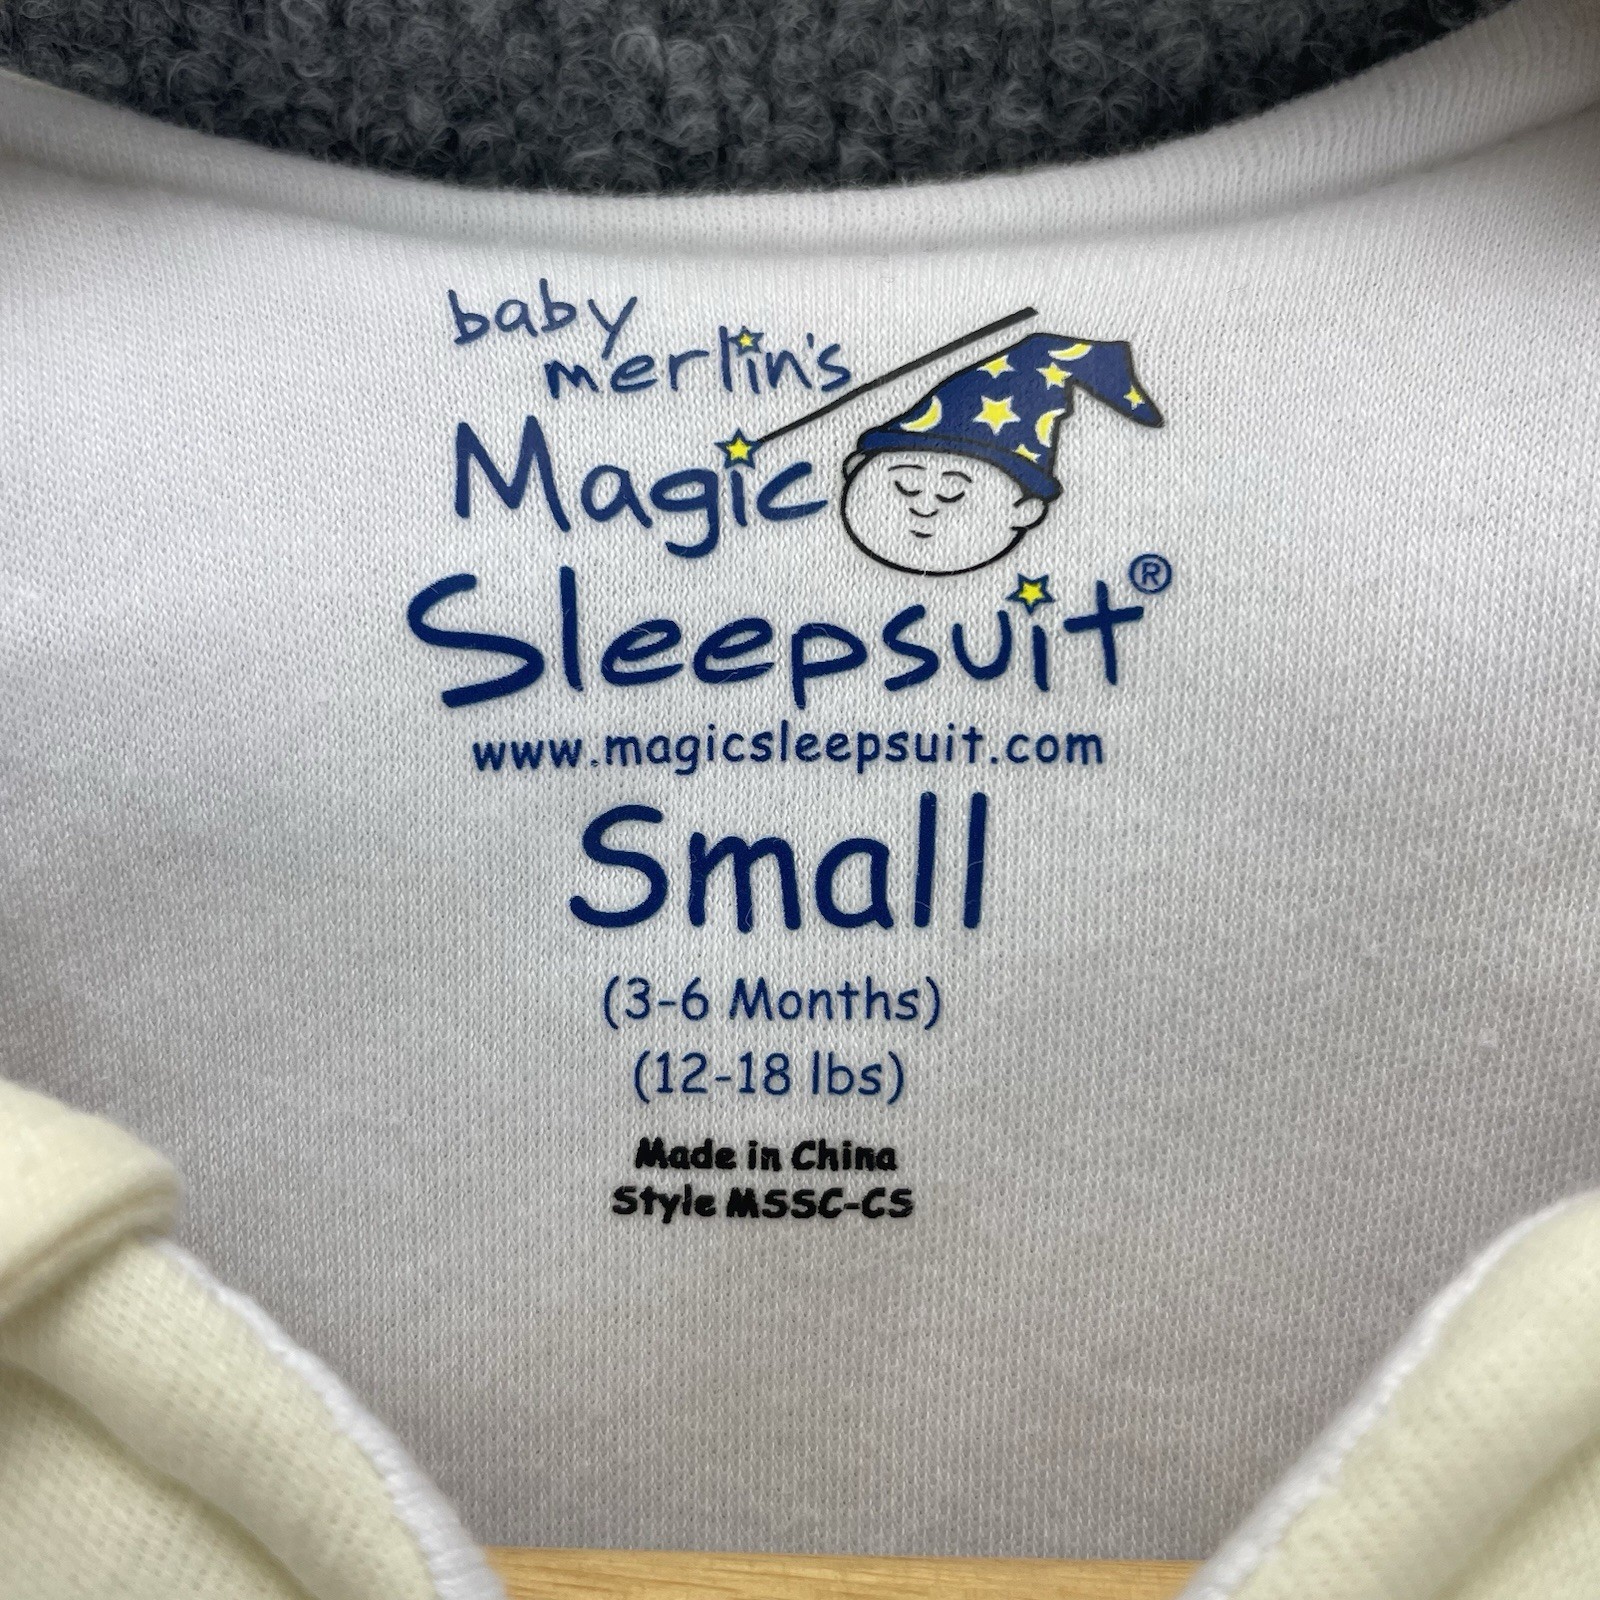 baby
merlin's
Magic
Sleepsuit®
www.magicsleepsuit.com
Small
(3-6 Months)
(12-18 lbs)
Made in China
Style MSSC-CS